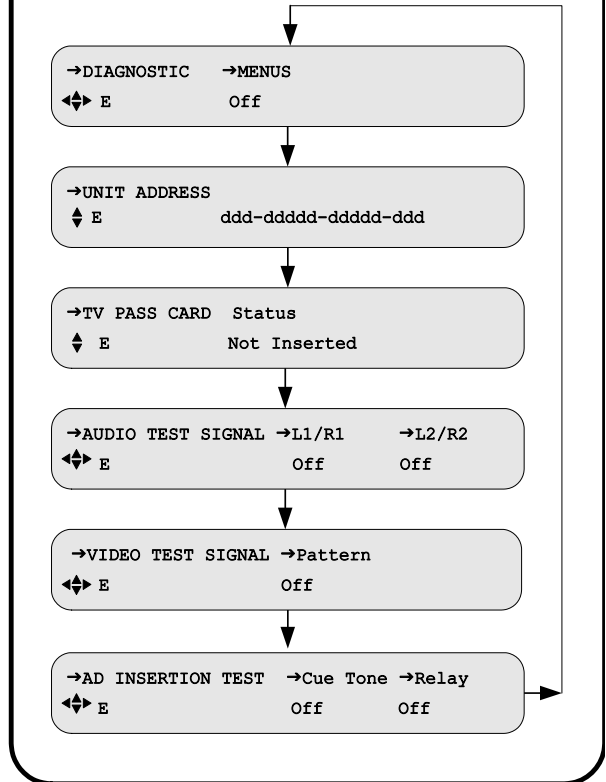 →DIAGNOSTIC →MENUS
E Off
→UNIT ADDRESS
E ddd-ddddd-ddddd-ddd
→TV PASS CARD Status
E Not Inserted
→AUDIO TEST SIGNAL →L1/R1 →L2/R2
E Off Off
→VIDEO TEST SIGNAL →Pattern
E Off
→AD INSERTION TEST →Cue Tone →Relay
E Off Off